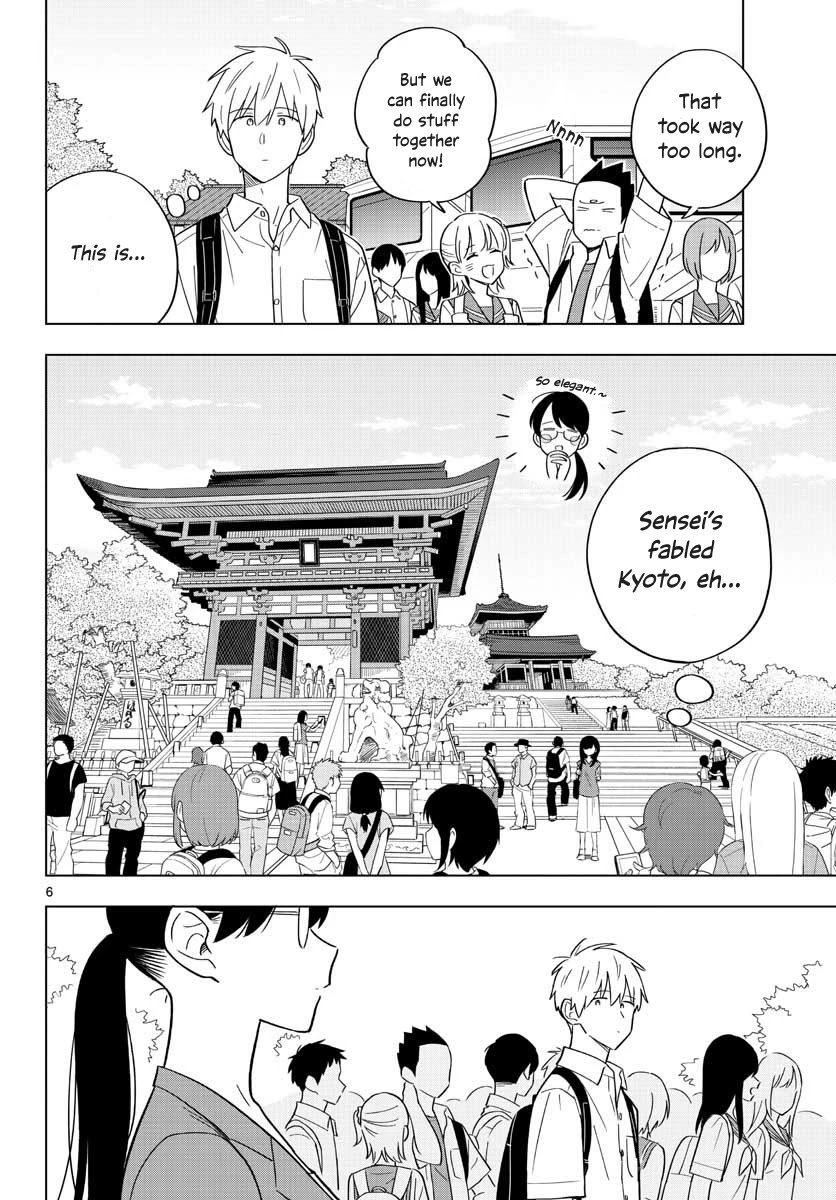 That
took way
too long.
Nnnn
But we
can finally
do stuff
together
now!
This is...
So elegant.~
Sensei's
fabled
Kyoto, eh...
6